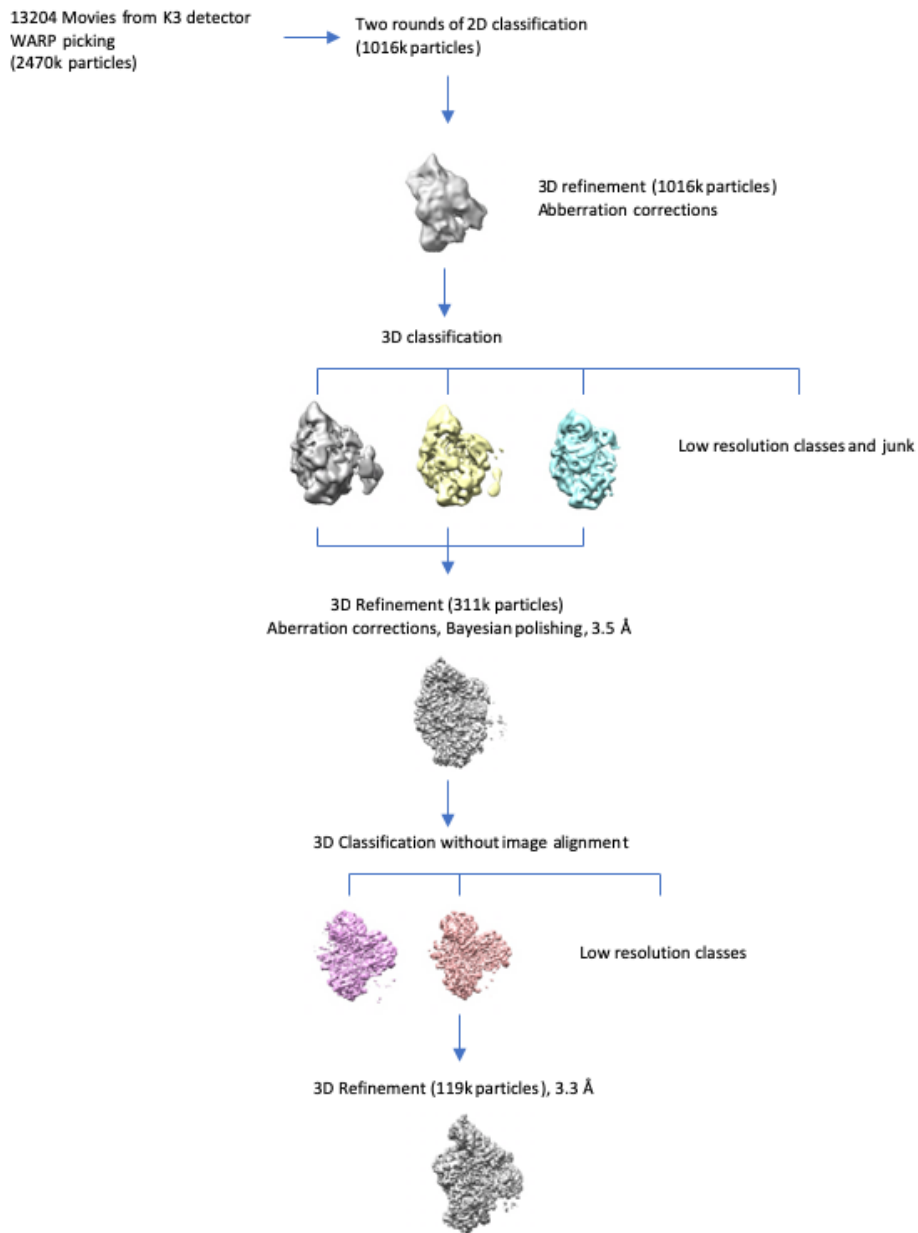 13204 Movies from K3 detector
WARP picking
(2470k particles)
Two rounds of 2D classification
(1016k particles)
3D refinement (1016k particles)
Abberration corrections
3D classification
Low resolution classes and junk
3D Refinement (311k particles)
Aberration corrections, Bayesian polishing, 3.5 Å
3D Classification without image alignment
Low resolution classes
3D Refinement (119k particles), 3.3 Å